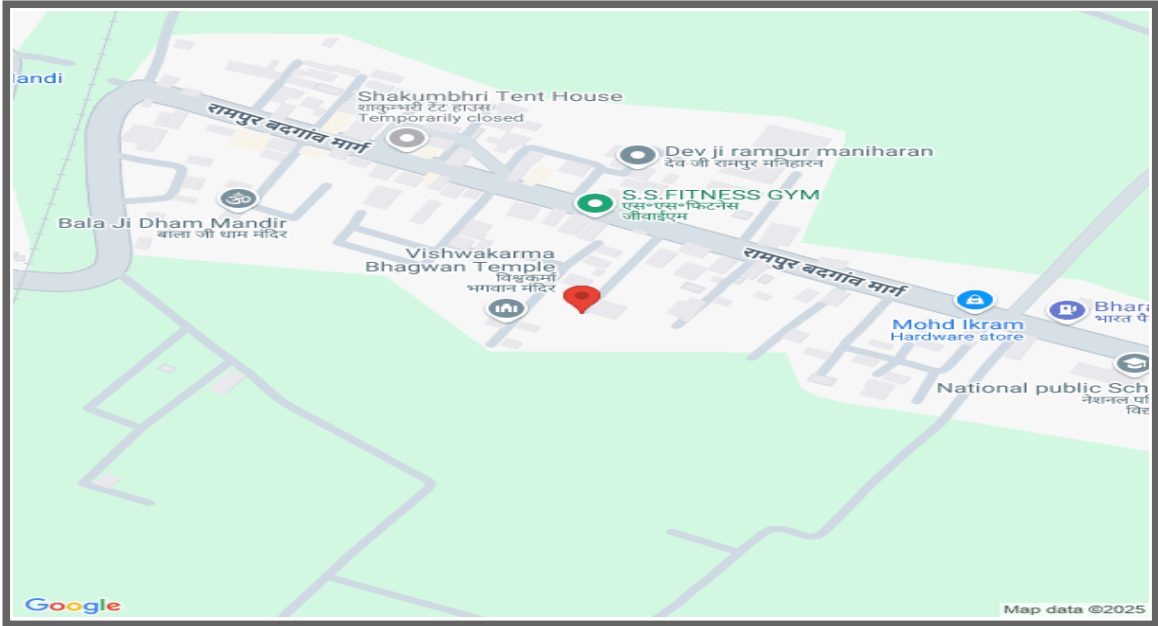 landi
रामपुर बदगांव मार्ग
Shakumbhri Tent House
शाकुम्भरी टेंट हाउस
Temporarily closed
Dev ji rampur maniharan
देव जी रामपुर मनिहारन
S.S.FITNESS GYM
एस॰एस॰फिटनेस
जीवाईएम
Bala Ji Dham Mandir
बाला जी धाम मंदिर
Vishwakarma
Bhagwan Temple
विश्वकर्मा
भगवान मंदिर
रामपुर बदगांव मार्ग
Mohd Ikram
Hardware store
Bhara
भारत पै
National public Sch
नेशनल पब्
विद्य
Google
Map data ©2025